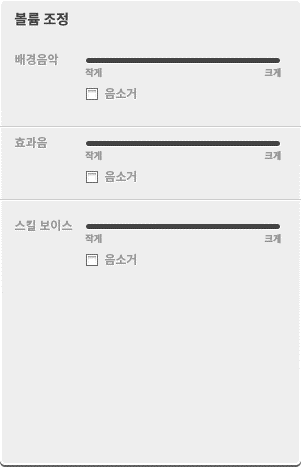 볼륨 조정
배경음악
작게 크게
음소거
효과음
작게 크게
음소거
스킬 보이스
작게 크게
음소거